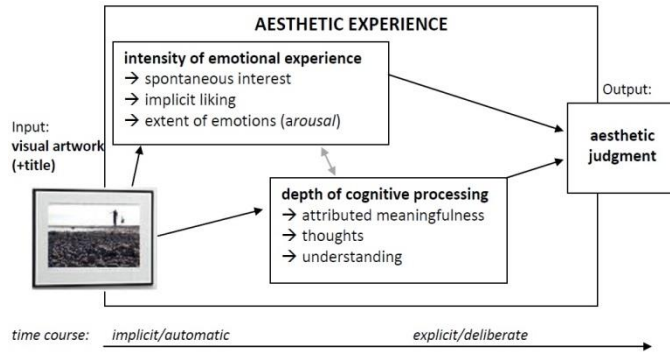 AESTHETIC EXPERIENCE
intensity of emotional experience
→ spontaneous interest
→ implicit liking
→ extent of emotions (arousal)
Input:
visual artwork
(+title)
depth of cognitive processing
→ attributed meaningfulness
→ thoughts
→ understanding
Output:
aesthetic
judgment
time course:
implicit/automatic
explicit/deliberate